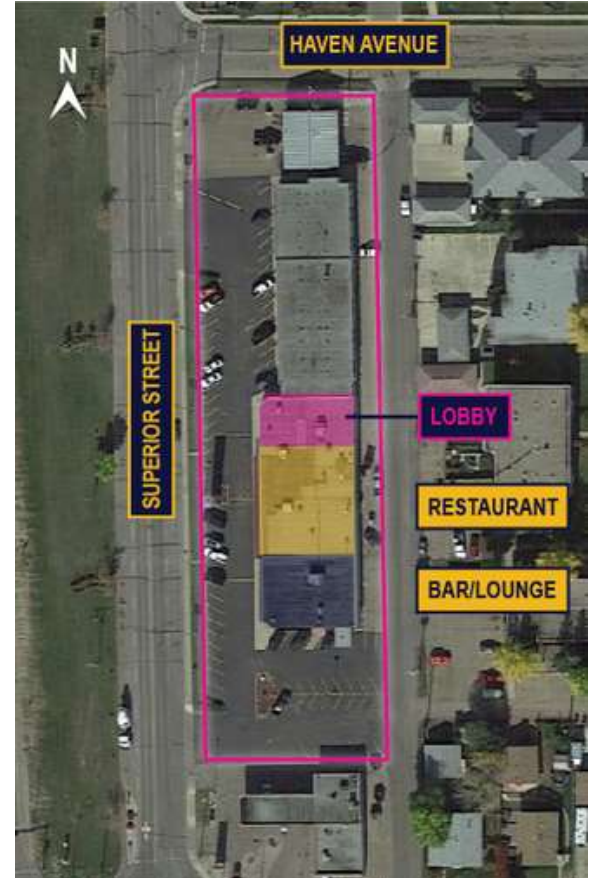 HAVEN AVENUE
N
SUPERIOR STREET
LOBBY
RESTAURANT
BAR/LOUNGE